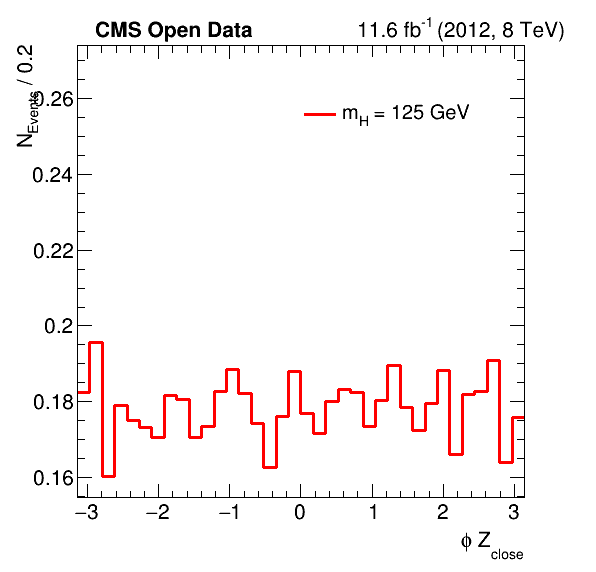 CMS Open Data 11.6 fb-1 (2012, 8 TeV)
NEvents / 0.2
mH = 125 GeV
0.26
0.24
0.22
0.2
0.18
0.16
−3 −2 −1 0 1 2 3
ϕ Zclose